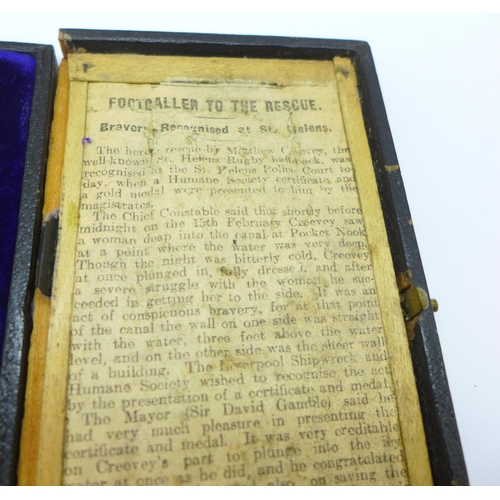 FOOTBALLER TO THE RESCUE.
Bravery Recognised at St. Helens.
The heroic rescue by Matthew Creevey, the
well-known St. Helens Rugby half-back, was
recognised at the St. Helens Police Court to-
day, when a Humane Society certificate and
a gold medal were presented to him by the
magistrates.
The Chief Constable said that shortly before
midnight on the 15th February Creevey saw
a woman deap into the canal at Pocket Nook
at a point where the water was very deep.
Though the night was bitterly cold, Creevey
at once plunged in, fully dressed, and after
a severe struggle with the woman he suc-
ceeded in getting her to the side. It was an
act of conspicuous bravery, for at that point
of the canal the wall on one side was straight
with the water, three feet above the water
level, and on the other side was the sheer wall
of a building. The Liverpool Shipwreck and
Humane Society wished to recognise the act
by the presentation of a certificate and medal.
The Mayor (Sir David Gamble) said he
had very much pleasure in presenting the
certificate and medal. It was very creditable
on Creevey's part to plunge into the icy
water at once as he did, and he congratulated
also, on saving the